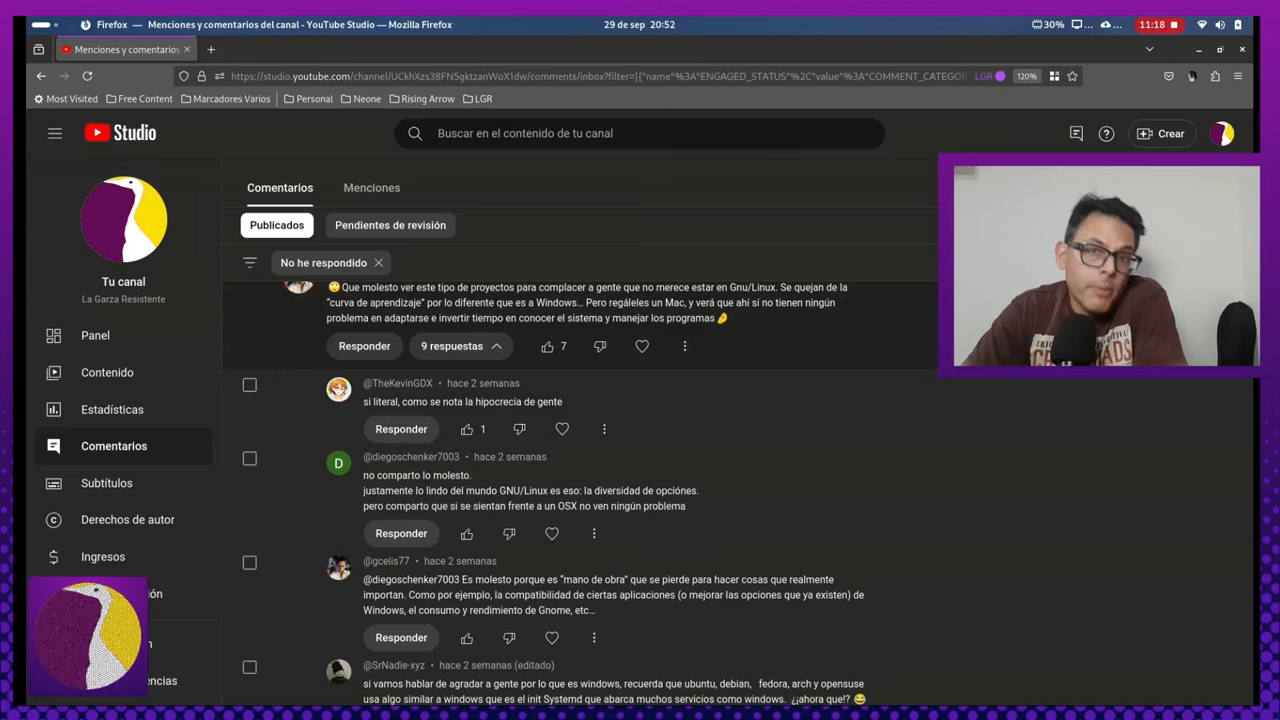 Firefox — Menciones y comentarios del canal - YouTube Studio — Mozilla Firefox
29 de sep 20:52
30%
11:18
Menciones y comentarios
https://studio.youtube.com/channel/UCkhXzs38FN5gktzanWoX1dw/comments/inbox?filter=[{"name"%3A"ENGAGED_STATUS"%2C"value"%3A"COMMENT_CATEGOR
LGR
120%
Most Visited
Free Content
Marcadores Varios
Personal
Neone
Rising Arrow
LGR
Studio
Buscar en el contenido de tu canal
Crear
Tu canal
La Garza Resistente
Panel
Contenido
Estadísticas
Comentarios
Subtítulos
Derechos de autor
Ingresos
Comentarios
Menciones
Publicados
Pendientes de revisión
No he respondido
🙄Que molesto ver este tipo de proyectos para complacer a gente que no merece estar en Gnu/Linux. Se quejan de la
"curva de aprendizaje" por lo diferente que es a Windows... Pero regáleles un Mac, y verá que ahí sí no tienen ningún
problema en adaptarse e invertir tiempo en conocer el sistema y manejar los programas🤌
Responder
9 respuestas
7
@TheKevinGDX • hace 2 semanas
si literal, como se nota la hipocrecia de gente
Responder
1
@diegoschenker7003 • hace 2 semanas
no comparto lo molesto.
justamente lo lindo del mundo GNU/Linux es eso: la diversidad de opciónes.
pero comparto que si se sientan frente a un OSX no ven ningún problema
Responder
@gcelis77 • hace 2 semanas
@diegoschenker7003 Es molesto porque es "mano de obra" que se pierde para hacer cosas que realmente
importan. Como por ejemplo, la compatibilidad de ciertas aplicaciones (o mejorar las opciones que ya existen) de
Windows, el consumo y rendimiento de Gnome, etc...
Responder
@SrNadie-xyz • hace 2 semanas (editado)
si vamos hablar de agradar a gente por lo que es windows, recuerda que ubuntu, debian, fedora, arch y opensuse
usa algo similar a windows que es el init Systemd que abarca muchos servicios como windows. ¿¡ahora que!? 😂